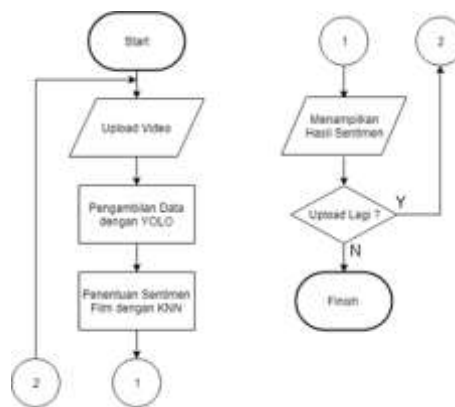 Start
Upload Video
Pengambilan Data
dengan YOLO
Penentuan Sentimen
Film dengan KNN
2
1
1
2
Menampilkan
Hasil Sentimen
Upload Lagi ?
Y
N
Finish